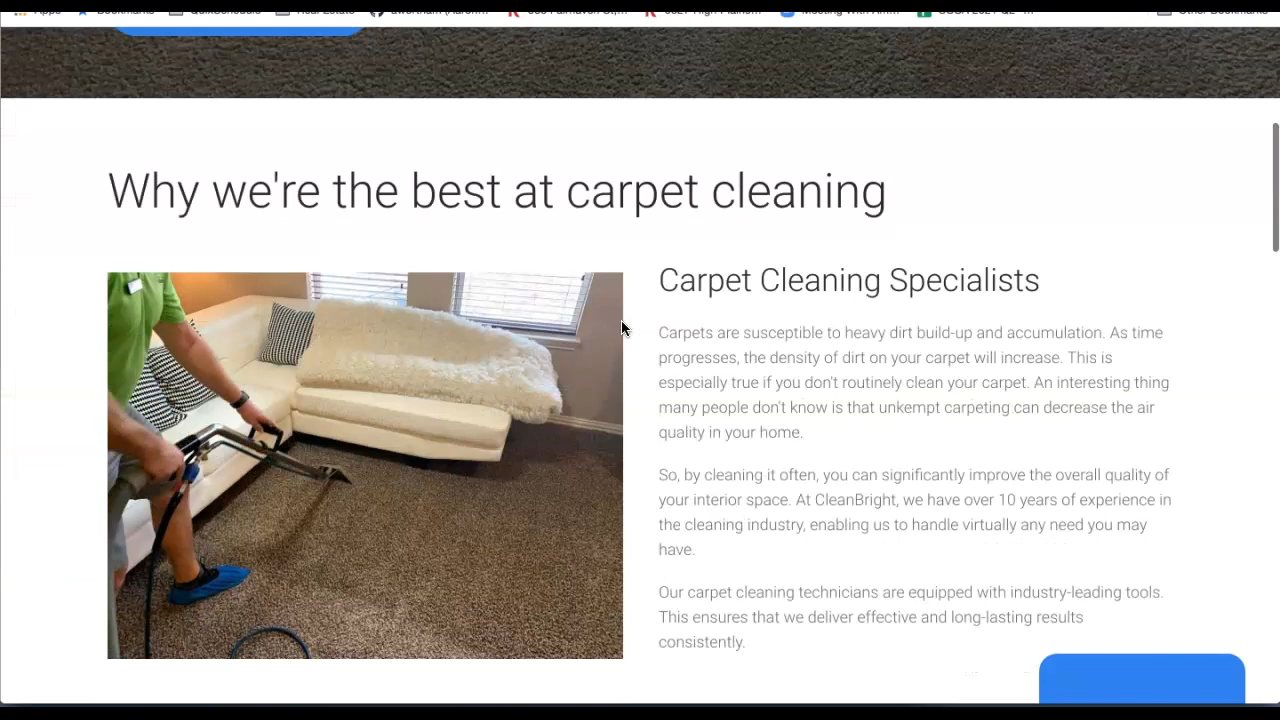 Why we're the best at carpet cleaning
Carpet Cleaning Specialists
Carpets are susceptible to heavy dirt build-up and accumulation. As time
progresses, the density of dirt on your carpet will increase. This is
especially true if you don't routinely clean your carpet. An interesting thing
many people don't know is that unkempt carpeting can decrease the air
quality in your home.
So, by cleaning it often, you can significantly improve the overall quality of
your interior space. At CleanBright, we have over 10 years of experience in
the cleaning industry, enabling us to handle virtually any need you may
have.
Our carpet cleaning technicians are equipped with industry-leading tools.
This ensures that we deliver effective and long-lasting results
consistently.